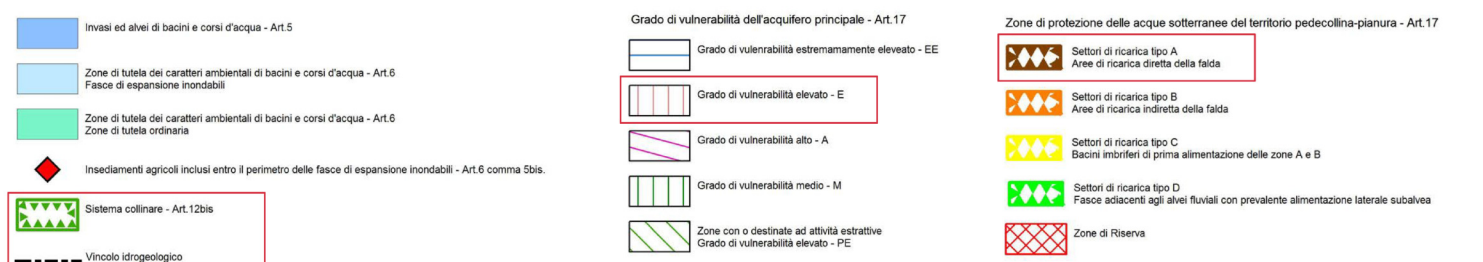 Invasi ed alvei di bacini e corsi d'acqua - Art.5
Zone di tutela dei caratteri ambientali di bacini e corsi d'acqua - Art.6
Fasce di espansione inondabili
Zone di tutela dei caratteri ambientali di bacini e corsi d'acqua - Art.6
Zone di tutela ordinaria
Insediamenti agricoli inclusi entro il perimetro delle fasce di espansione inondabili - Art.6 comma 5bis.
Sistema collinare - Art.12bis
Vincolo idrogeologico
Grado di vulnerabilità dell'acquifero principale - Art.17
Grado di vulenrabilità estremamamente eleveato - EE
Grado di vulnerabilità elevato - E
Grado di vulnerabilità alto - A
Grado di vulnerabilità medio - M
Zone con o destinate ad attività estrattive
Grado di vulnerabilità elevato - PE
Zone di protezione delle acque sotterranee del territorio pedecollina-pianura - Art.17
Settori di ricarica tipo A
Aree di ricarica diretta della falda
Settori di ricarica tipo B
Aree di ricarica indiretta della falda
Settori di ricarica tipo C
Bacini imbriferi di prima alimentazione delle zone A e B
Settori di ricarica tipo D
Fasce adiacenti agli alvei fluviali con prevalente alimentazione laterale subalvea
Zone di Riserva